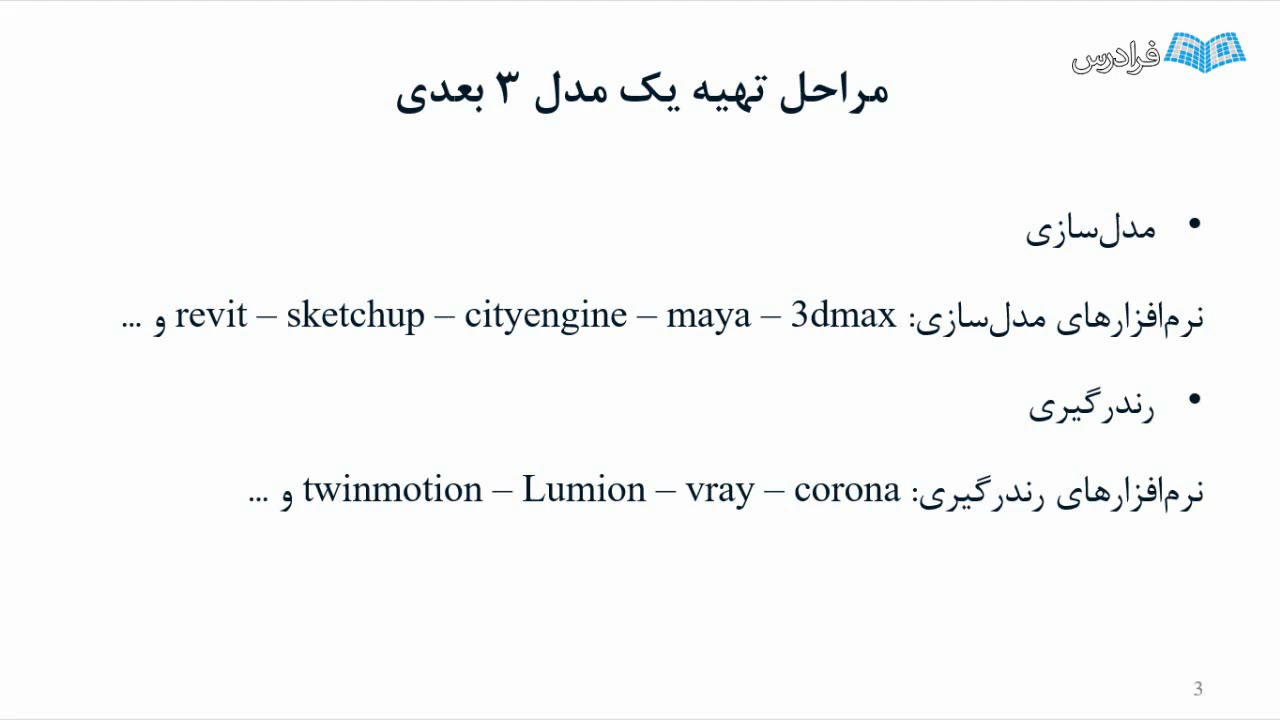 فرادرس
مراحل تهیه یک مدل ۳ بعدی
• مدل‌سازی
نرم‌افزارهای مدل‌سازی: revit – sketchup – cityengine – maya – 3dmax و ...
• رندرگیری
نرم‌افزارهای رندرگیری: twinmotion – Lumion – vray – corona و ...
3